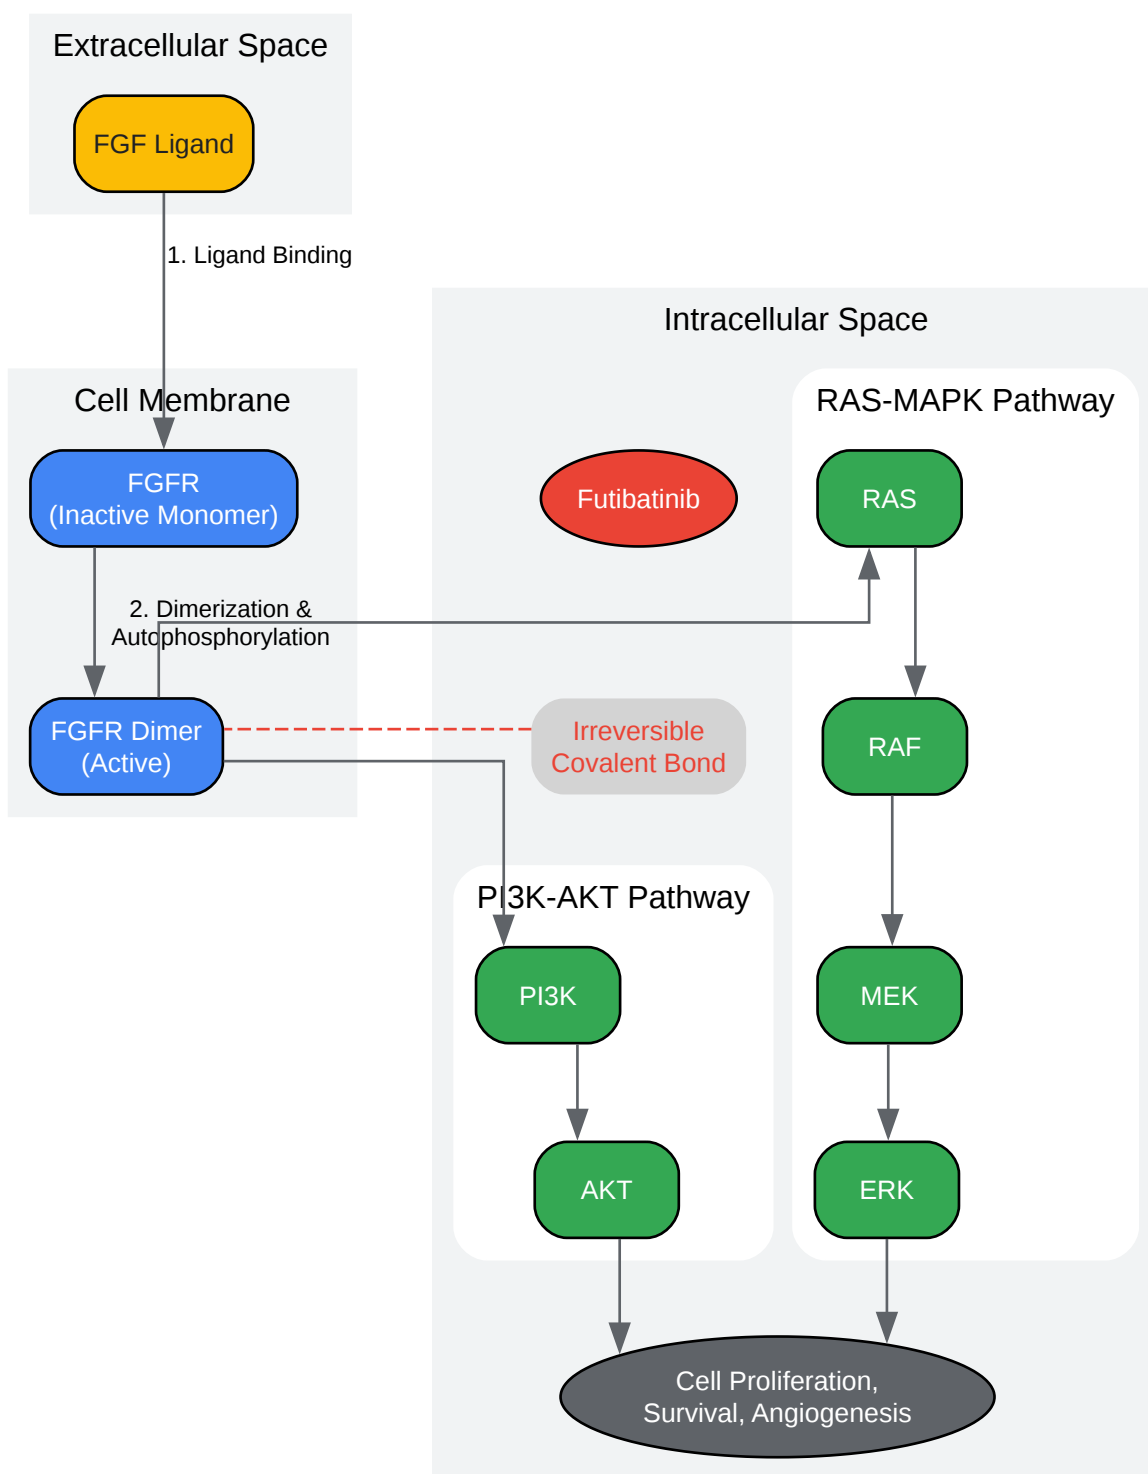 Extracellular Space
FGF Ligand
1. Ligand Binding
Intracellular Space
Cell Membrane
RAS-MAPK Pathway
FGFR
(Inactive Monomer)
Futibatinib
RAS
2. Dimerization &
Autophosphorylation
FGFR Dimer
(Active)
Irreversible
Covalent Bond
RAF
PI3K-AKT Pathway
PI3K
MEK
AKT
ERK
Cell Proliferation,
Survival, Angiogenesis